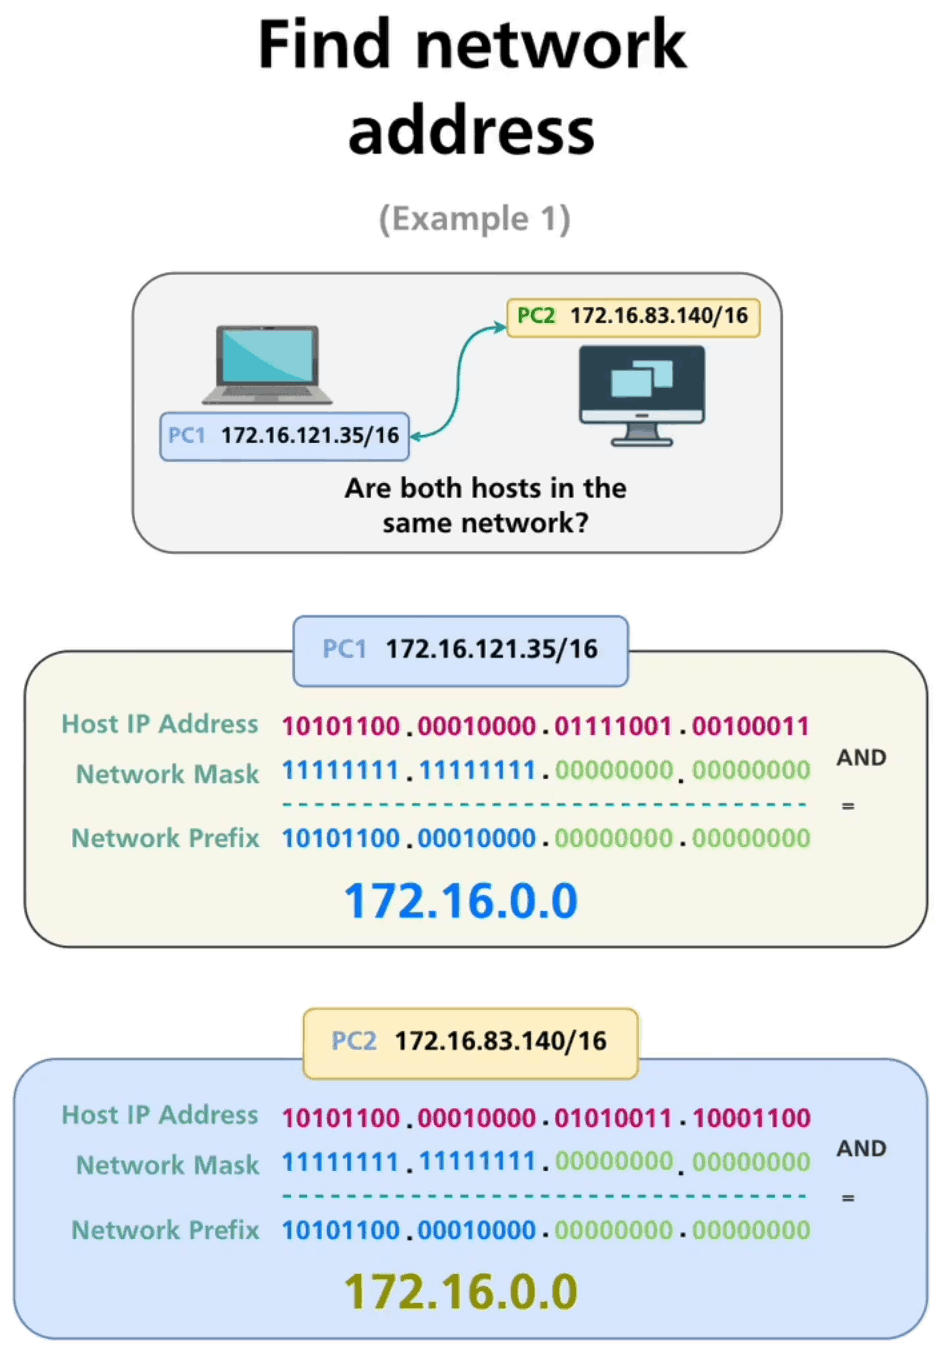 Find network
address
(Example 1)
PC2 172.16.83.140/16
PC1 172.16.121.35/16
Are both hosts in the
same network?
PC1 172.16.121.35/16
Host IP Address 10101100.00010000.01111001.00100011
AND
Network Mask 11111111.11111111.00000000.00000000
=
Network Prefix 10101100.00010000.00000000.00000000
172.16.0.0
PC2 172.16.83.140/16
Host IP Address 10101100.00010000.01010011.10001100
AND
Network Mask 11111111.11111111.00000000.00000000
=
Network Prefix 10101100.00010000.00000000.00000000
172.16.0.0